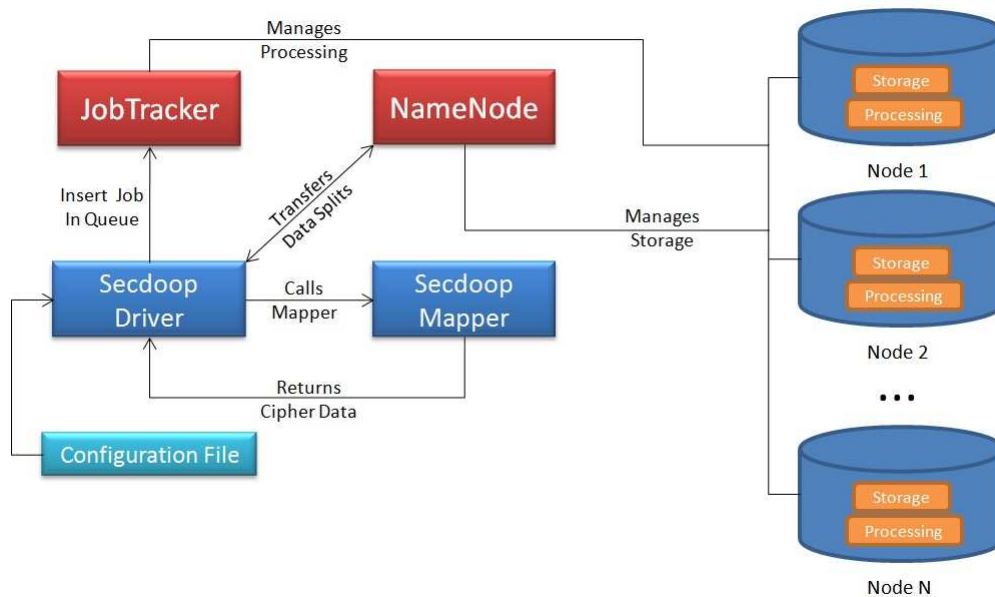 Manages
Processing
JobTracker
NameNode
Storage
Processing
Node 1
Insert Job
In Queue
Transfers
Data Splits
Manages
Storage
Secdoop
Driver
Calls
Mapper
Secdoop
Mapper
Storage
Processing
Node 2
...
Returns
Cipher Data
Configuration File
Storage
Processing
Node N